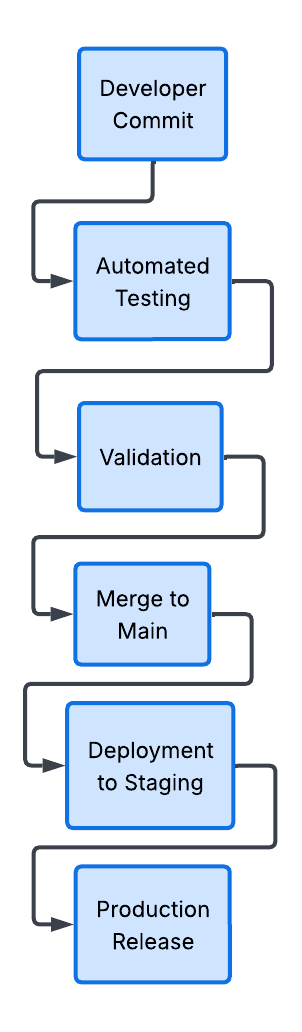 Developer
Commit
Automated
Testing
Validation
Merge to
Main
Deployment
to Staging
Production
Release